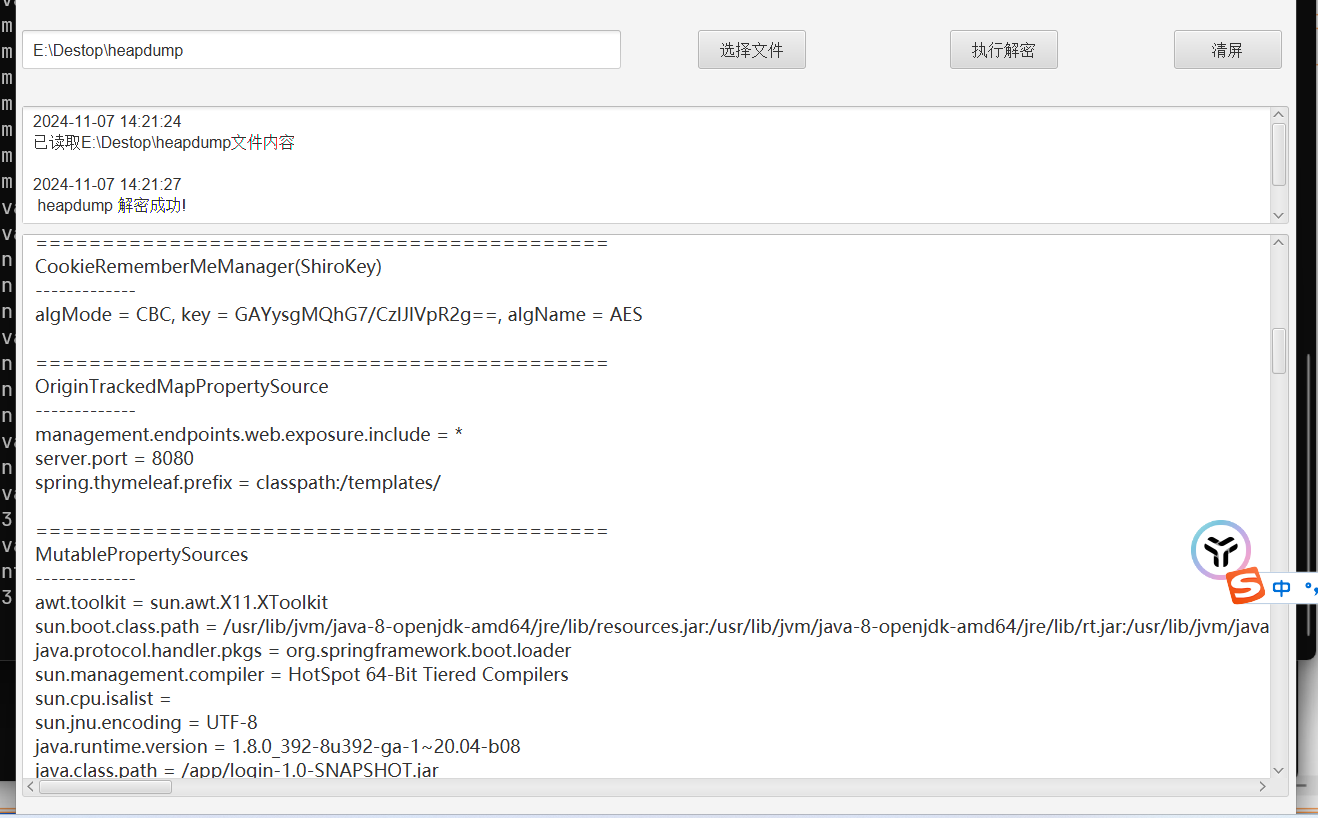 E:\Destop\heapdump
选择文件
执行解密
清屏
2024-11-07 14:21:24
已读取E:\Destop\heapdump文件内容
2024-11-07 14:21:27
heapdump 解密成功!
===========================================
CookieRememberMeManager(ShiroKey)
-------------
algMode = CBC, key = GAYysgMQhG7/CzIJlVpR2g==, algName = AES
===========================================
OriginTrackedMapPropertySource
-------------
management.endpoints.web.exposure.include = *
server.port = 8080
spring.thymeleaf.prefix = classpath:/templates/
===========================================
MutablePropertySources
-------------
awt.toolkit = sun.awt.X11.XToolkit
sun.boot.class.path = /usr/lib/jvm/java-8-openjdk-amd64/jre/lib/resources.jar:/usr/lib/jvm/java-8-openjdk-amd64/jre/lib/rt.jar:/usr/lib/jvm/java
java.protocol.handler.pkgs = org.springframework.boot.loader
sun.management.compiler = HotSpot 64-Bit Tiered Compilers
sun.cpu.isalist =
sun.jnu.encoding = UTF-8
java.runtime.version = 1.8.0_392-8u392-ga-1~20.04-b08
java.class.path = /app/login-1.0-SNAPSHOT.jar
中